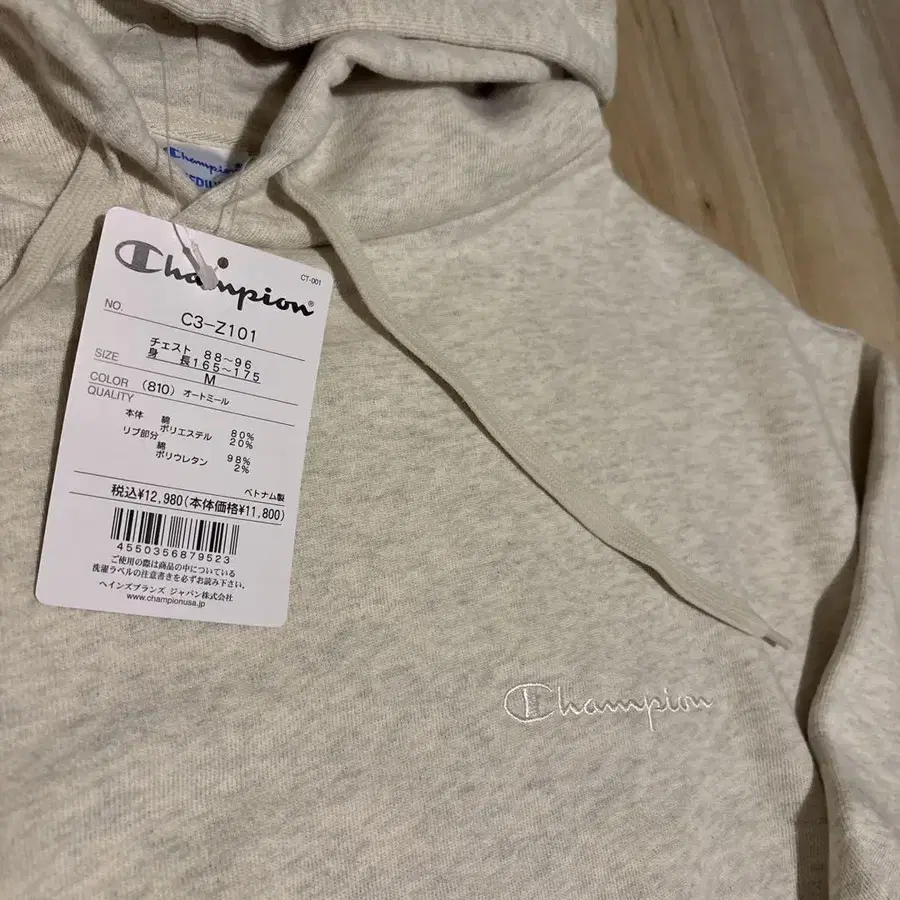 Champion
CT-001
Champion®
NO.
C3-Z101
SIZE
チェスト 88~96
身 長165~175
M
COLOR (810) オートミール
QUALITY
本体 綿 80%
ポリエステル 20%
リブ部分 綿 98%
ポリウレタン 2%
ベトナム製
税込¥12,980(本体価格¥11,800)
4550356879523
ご使用の際は商品の中についている
洗濯ラベルの注意書きを必ずお読み下さい。
ヘインズブランズ ジャパン株式会社
www.championusa.jp
Champion